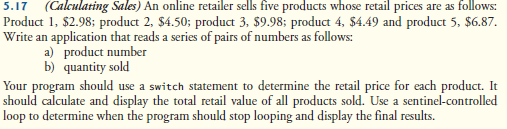 5.17 (Calculating Sales) An online retailer sells five products whose retail prices are as follows:
Product 1, $2.98; product 2, $4.50; product 3, $9.98; product 4, $4.49 and product 5, $6.87.
Write an application that reads a series of pairs of numbers as follows:
a) product number
b) quantity sold
Your program should use a switch statement to determine the retail price for each product. It
should calculate and display the total retail value of all products sold. Use a sentinel-controlled
loop to determine when the program should stop looping and display the final results.